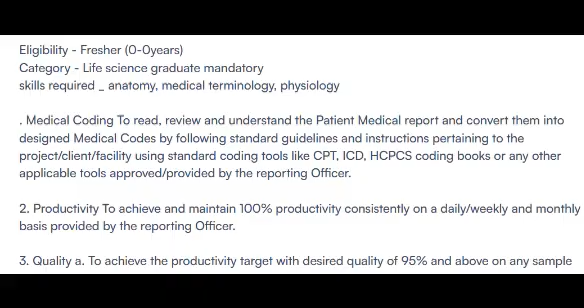 Eligibility - Fresher (0-0years)
Category - Life science graduate mandatory
skills required _ anatomy, medical terminology, physiology
. Medical Coding To read, review and understand the Patient Medical report and convert them into
designed Medical Codes by following standard guidelines and instructions pertaining to the
project/client/facility using standard coding tools like CPT, ICD, HCPCS coding books or any other
applicable tools approved/provided by the reporting Officer.
2. Productivity To achieve and maintain 100% productivity consistently on a daily/weekly and monthly
basis provided by the reporting Officer.
3. Quality a. To achieve the productivity target with desired quality of 95% and above on any sample